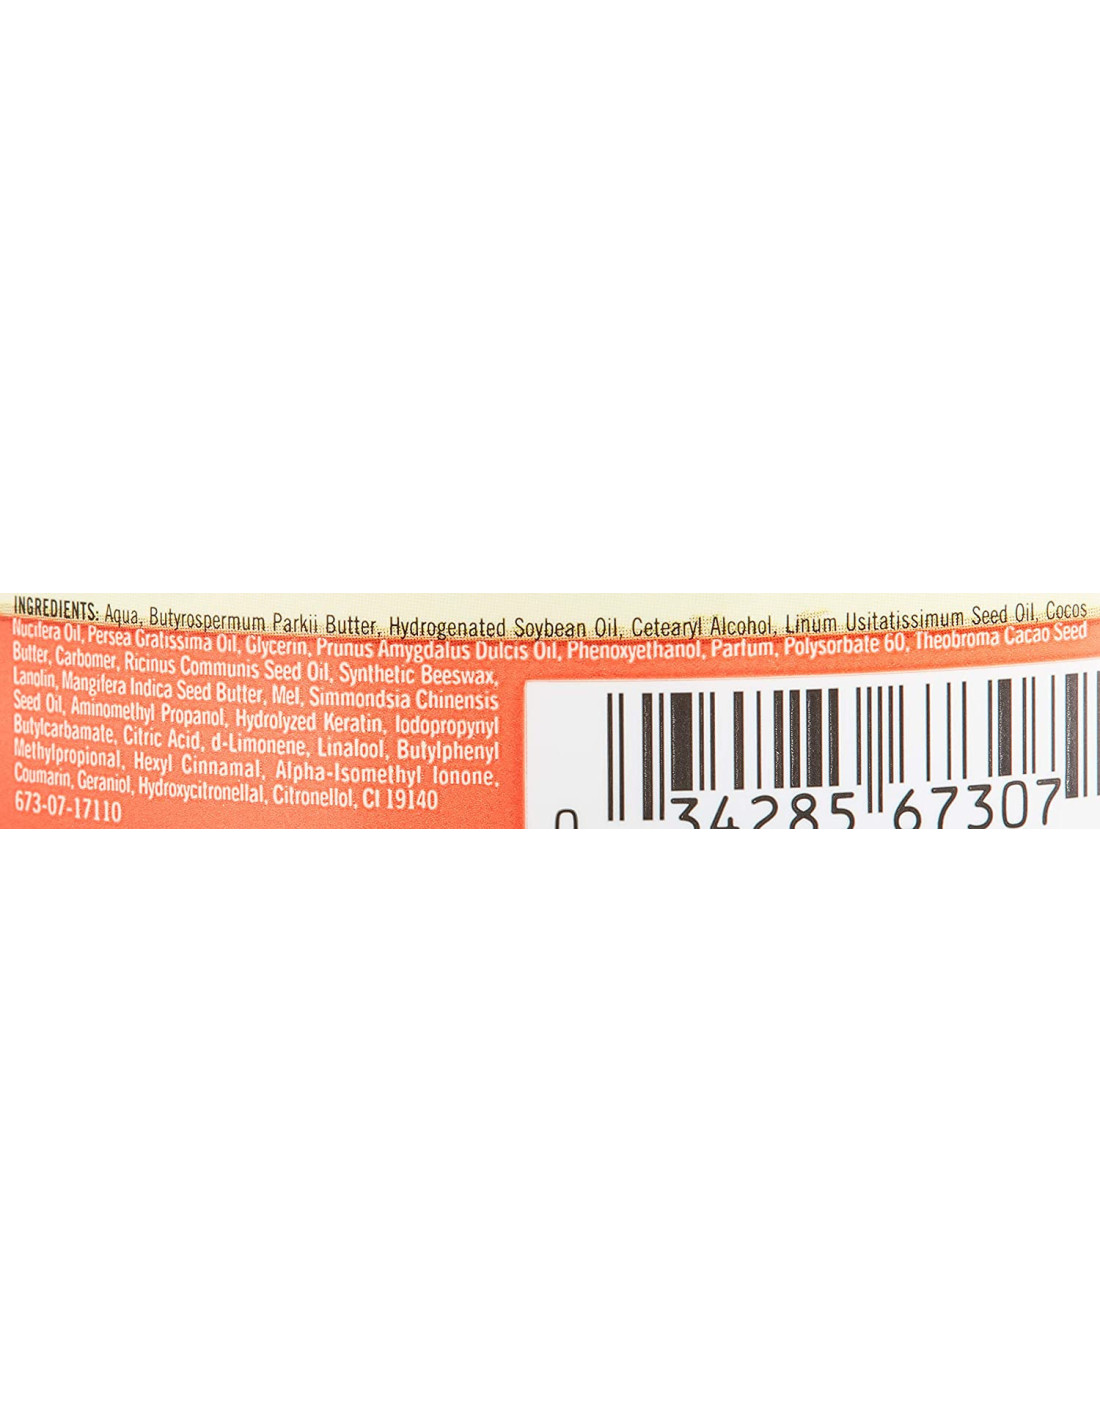 INGREDIENTS: Aqua, Butyrospermum Parkii Butter, Hydrogenated Soybean Oil, Cetearyl Alcohol, Linum Usitatissimum Seed Oil, Cocos
Nucifera Oil, Persea Gratissima Oil, Glycerin, Prunus Amygdalus Dulcis Oil, Phenoxyethanol, Parfum, Polysorbate 60, Theobroma Cacao Seed
Butter, Carbomer, Ricinus Communis Seed Oil, Synthetic Beeswax,
Lanolin, Mangifera Indica Seed Butter, Mel, Simmondsia Chinensis
Seed Oil, Aminomethyl Propanol, Hydrolyzed Keratin, Iodopropynyl
Butylcarbamate, Citric Acid, d-Limonene, Linalool, Butylphenyl
Methylpropional, Hexyl Cinnamal, Alpha-Isomethyl Ionone,
Coumarin, Geraniol, Hydroxycitronellal, Citronellol, CI 19140
673-07-17110
0 34285 67307